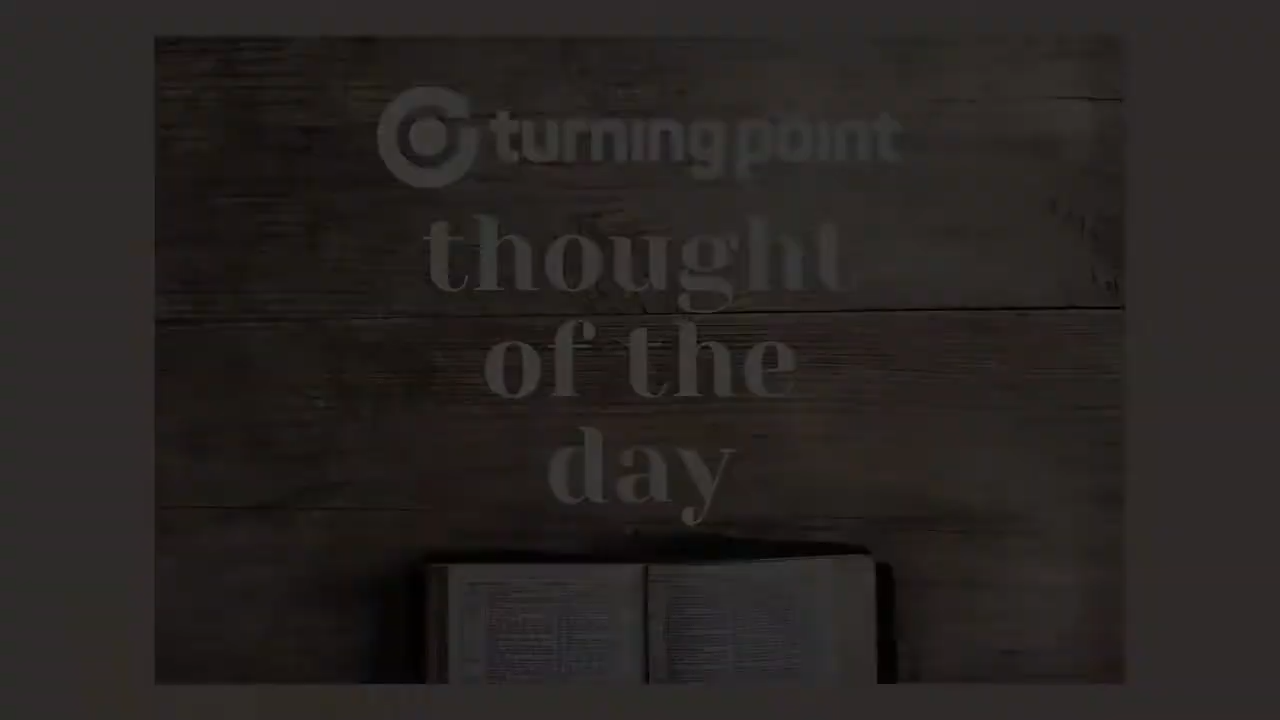 turning point
thought
of the
day